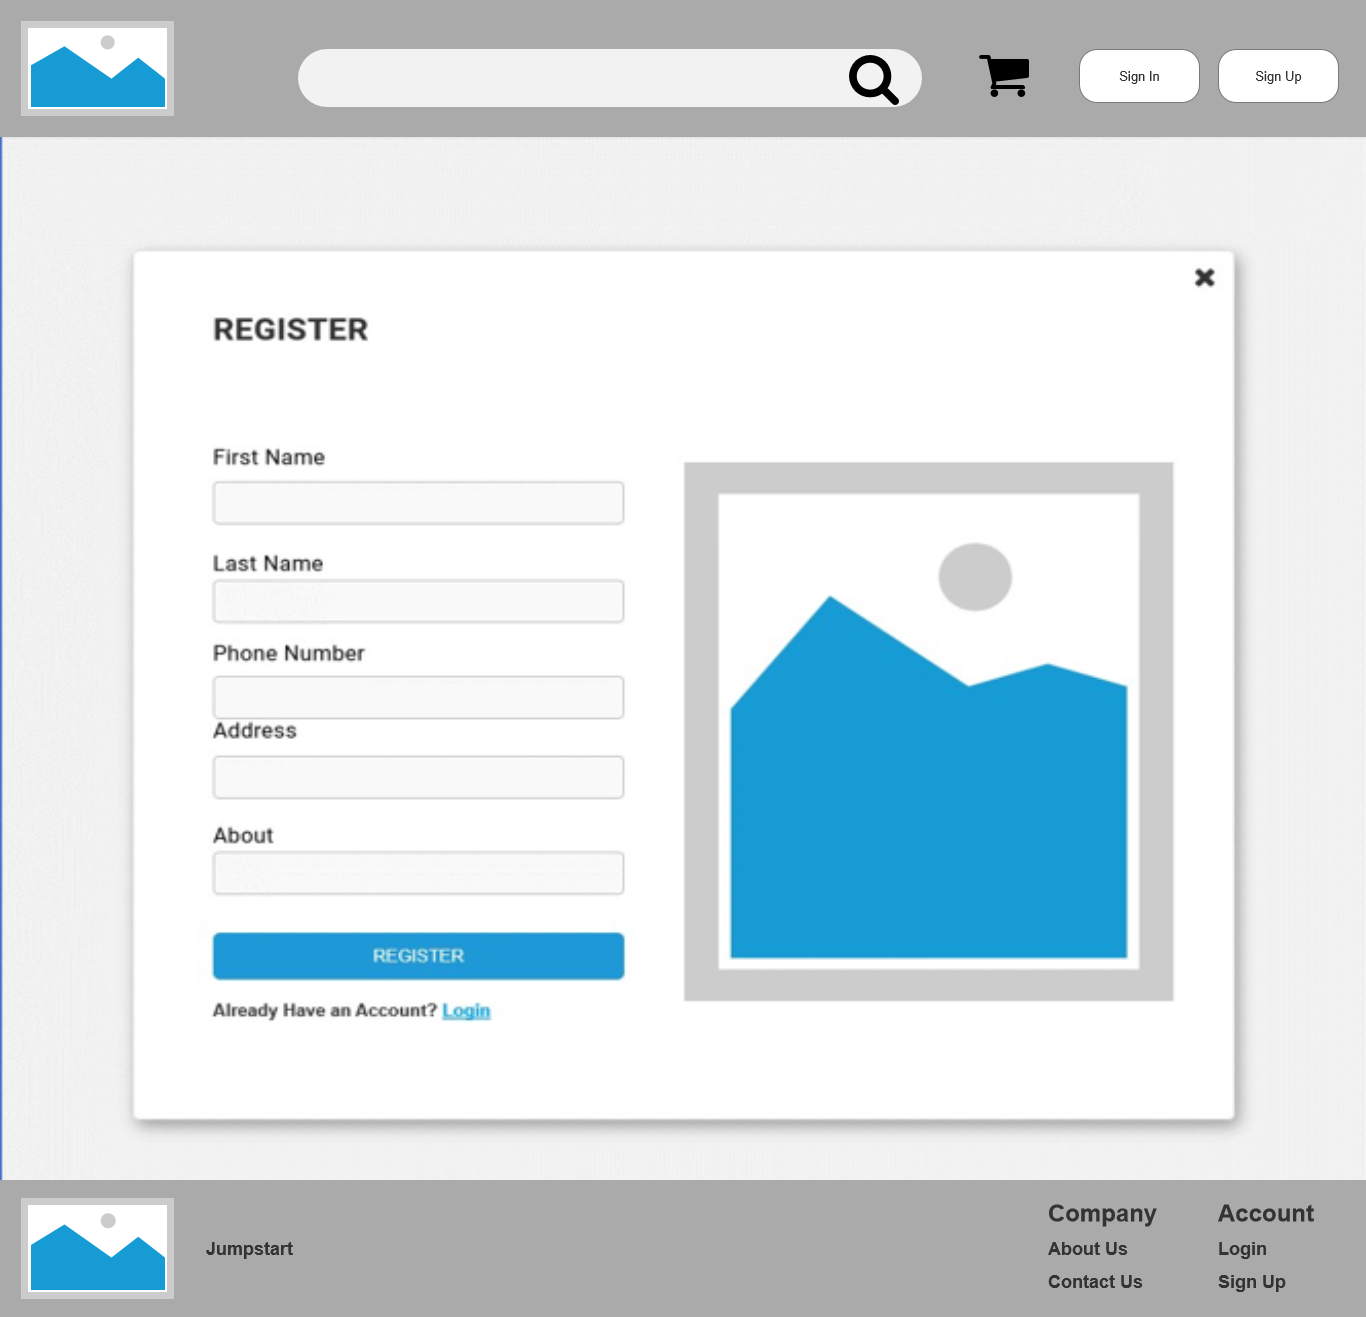 Sign In
Sign Up
REGISTER
First Name
Last Name
Phone Number
Address
About
REGISTER
Already Have an Account? Login
Jumpstart
Company
About Us
Contact Us
Account
Login
Sign Up